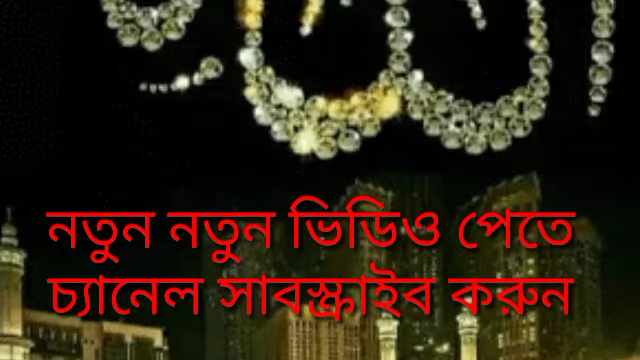 নতুন নতুন ভিডিও পেতে
চ্যানেল সাবস্ক্রাইব করুন